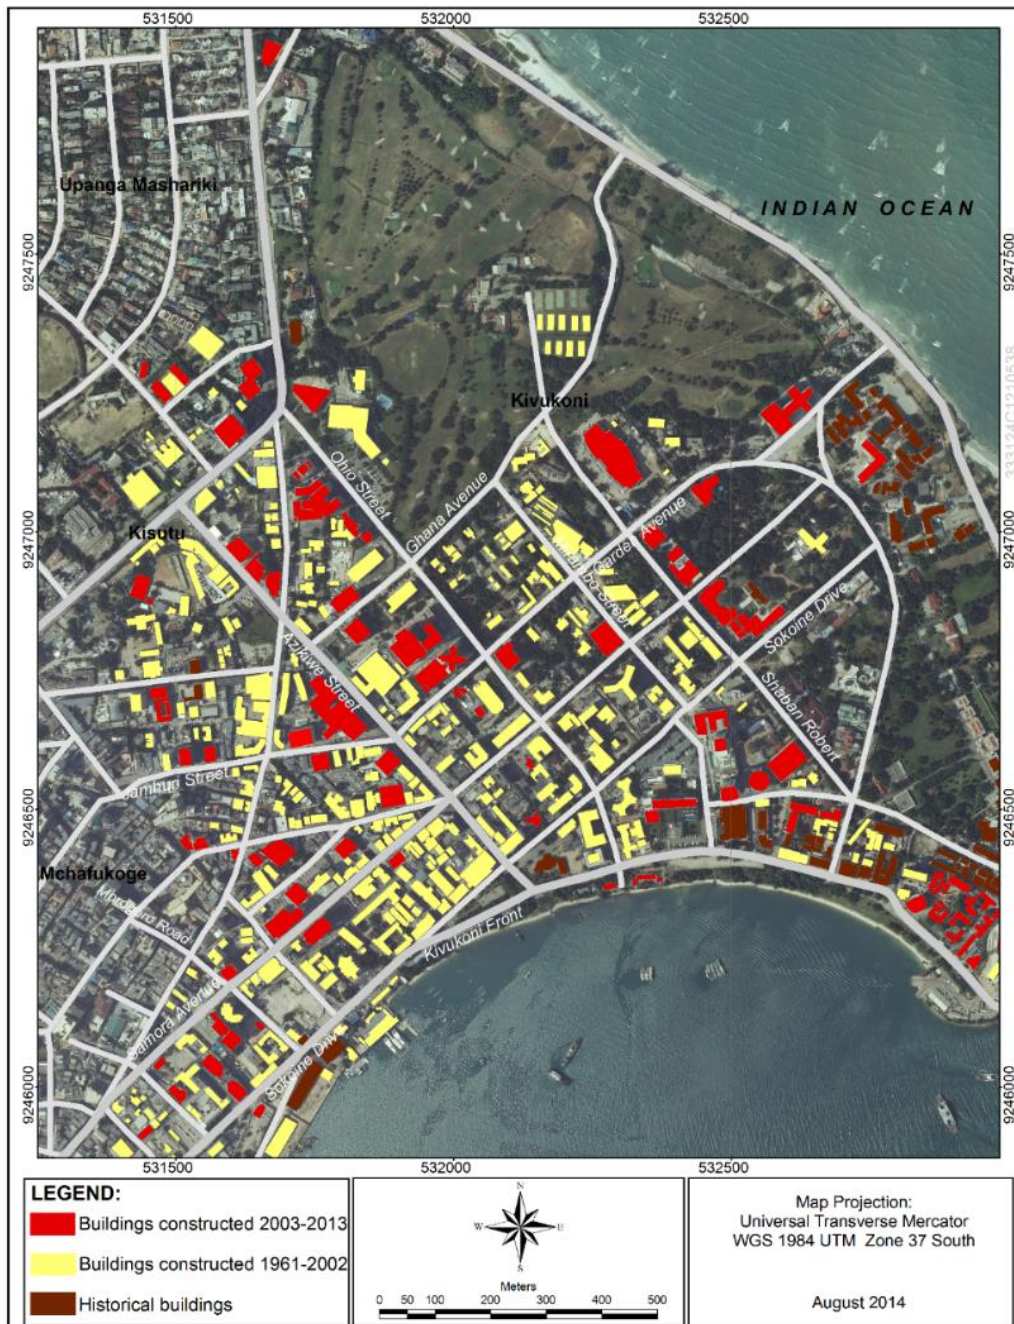 531500 532000 532500
Upanga Mashariki
INDIAN OCEAN
9247500 9247500
Kivukoni
Ohio Street
Ghana Avenue
9247000 9247000
Kisutu
Garden Avenue
Sokoine Drive
Azikiwe Street
Shaban Robert
Jamhuri Street
9246500 9246500
Mchafukoge
Kivukoni Front
Samora Avenue
Sokoine Drive
9246000 9246000
531500 532000 532500
LEGEND:
Buildings constructed 2003-2013
Buildings constructed 1961-2002
Historical buildings
N
W E
S
Meters
0 50 100 200 300 400 500
Map Projection:
Universal Transverse Mercator
WGS 1984 UTM Zone 37 South
August 2014